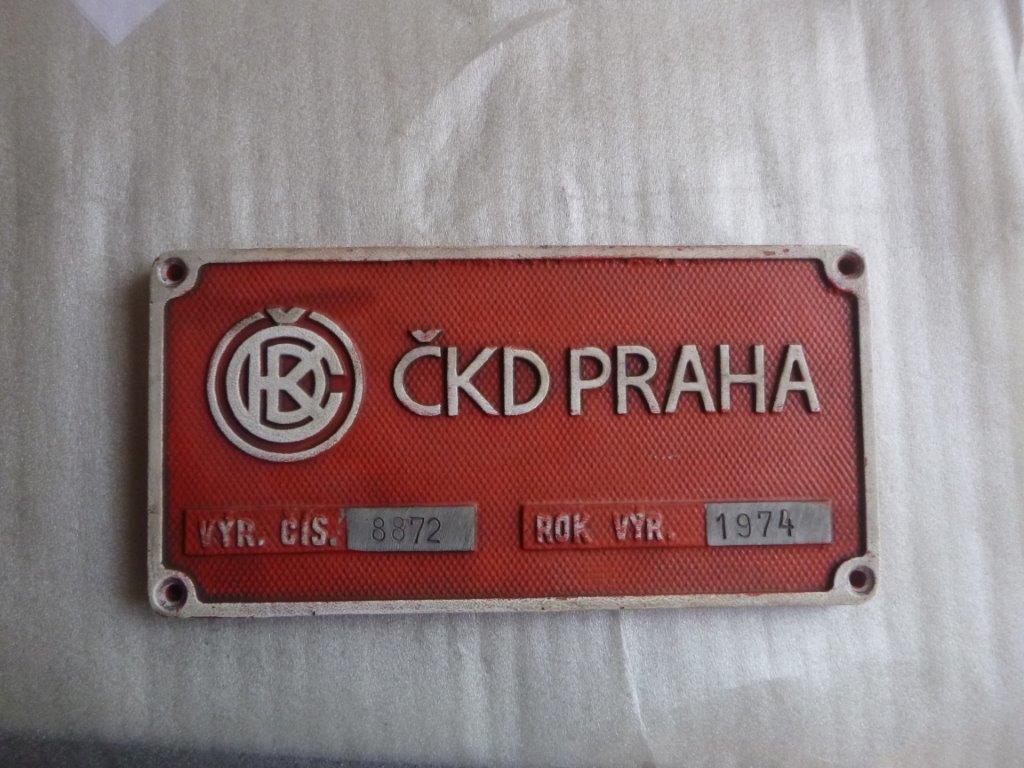 ČKD PRAHA
VÝR. ČÍS. 8872 ROK VÝR. 1974